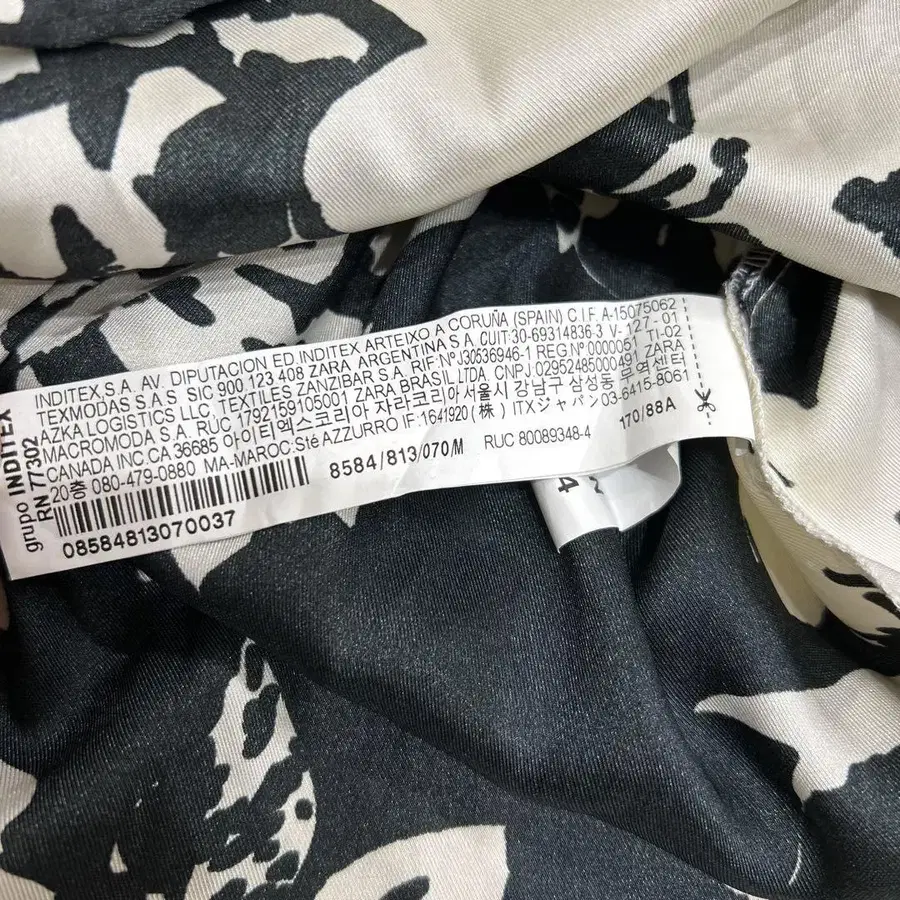 grupo INDITEX
RN 77302
INDITEX,S.A. AV. DIPUTACION ED.INDITEX ARTEIXO A CORUÑA (SPAIN) C.I.F. A-15075062
TEXMODAS S.A.S SIC 900 123 408 ZARA ARGENTINA S.A. CUIT:30-69314836-3 V-127.01
AZKA LOGISTICS LLC, TEXTILES ZANZIBAR S.A. RIF. Nº J30536946-1 REG.Nº 0000051 TI-02
MACROMODA S.A. RUC: 1792159105001 ZARA BRASIL LTDA. CNPJ 02952485000491 ZARA
CANADA INC CA 36685 아이티엑스코리아 자라코리아서울시 강남구 삼성동 무역센터
20층 080-479-0880 MA-MAROC:Sté AZZURRO IF:1641920 (株) ITXジャパン 03-6415-8061
8584/813/070/M
RUC 80089348-4
170/88A
08584813070037
4